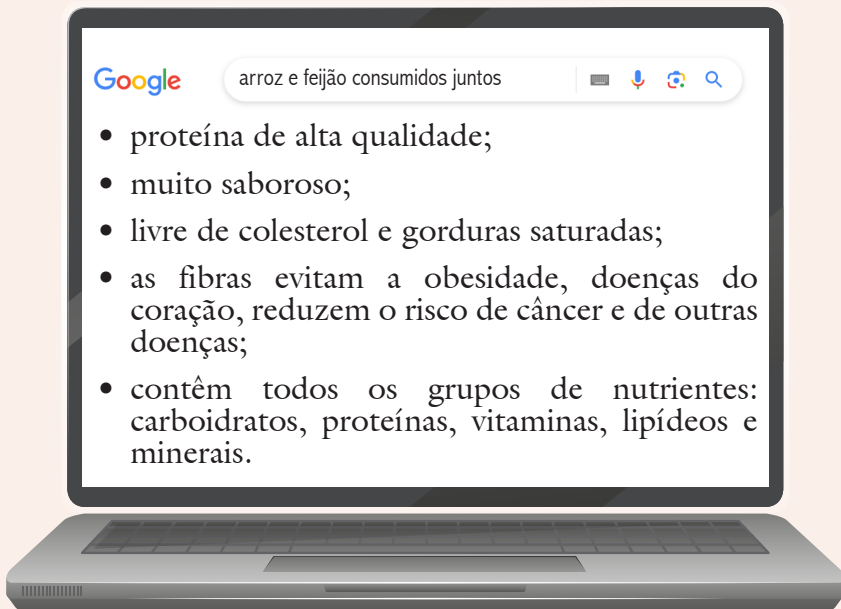 Google
arroz e feijão consumidos juntos
• proteína de alta qualidade;
• muito saboroso;
• livre de colesterol e gorduras saturadas;
• as fibras evitam a obesidade, doenças do
coração, reduzem o risco de câncer e de outras
doenças;
• contêm todos os grupos de nutrientes:
carboidratos, proteínas, vitaminas, lipídeos e
minerais.